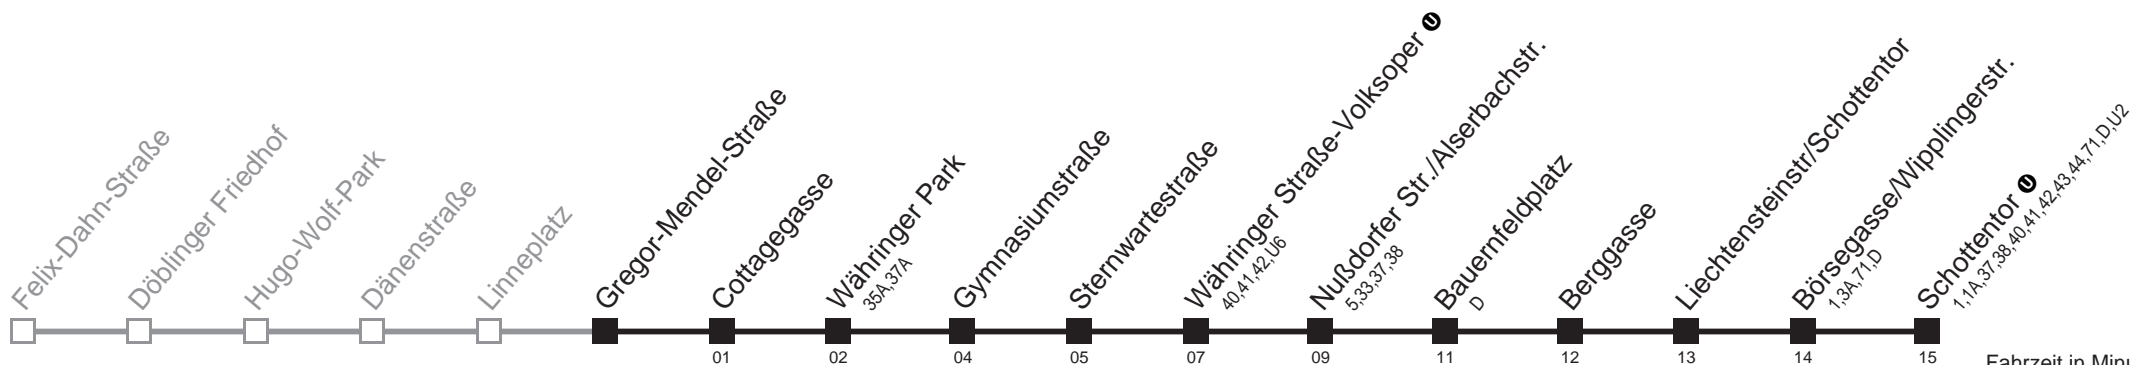 Felix-Dahn-Straße
Döblinger Friedhof
Hugo-Wolf-Park
Dänenstraße
Linneplatz
Gregor-Mendel-Straße
Cottagegasse
Währinger Park
35A,37A
Gymnasiumstraße
Sternwartestraße
Währinger Straße-Volksoper U
40,41,42,U6
Nußdorfer Str./Alserbachstr.
5,33,37,38
Bauernfeldplatz
D
Berggasse
Liechtensteinstr/Schottentor
Börsegasse/Wipplingerstr.
1,3A,71,D
Schottentor U
1,1A,37,38,40,41,42,43,44,71,D,U2
01 02 04 05 07 09 11 12 13 14 15
Fahrzeit in Minu